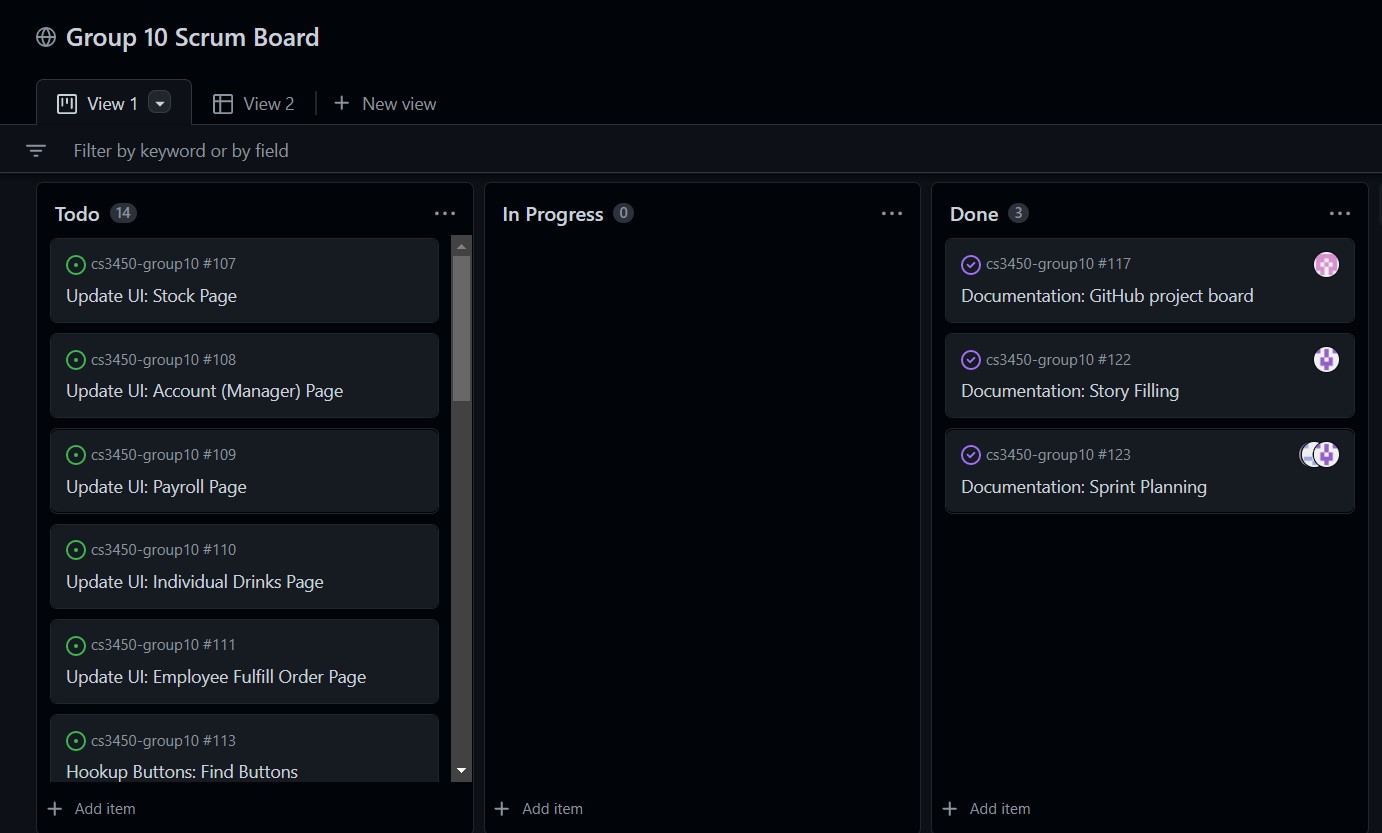 Group 10 Scrum Board
View 1
View 2
New view
Filter by keyword or by field
Todo 14
cs3450-group10 #107
Update UI: Stock Page
cs3450-group10 #108
Update UI: Account (Manager) Page
cs3450-group10 #109
Update UI: Payroll Page
cs3450-group10 #110
Update UI: Individual Drinks Page
cs3450-group10 #111
Update UI: Employee Fulfill Order Page
cs3450-group10 #113
Hookup Buttons: Find Buttons
Add item
In Progress 0
Add item
Done 3
cs3450-group10 #117
Documentation: GitHub project board
cs3450-group10 #122
Documentation: Story Filling
cs3450-group10 #123
Documentation: Sprint Planning
Add item